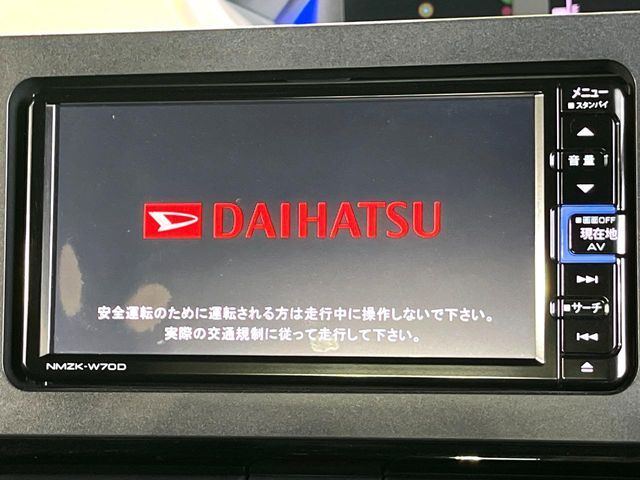 DAIHATSU
安全運転のために運転される方は走行中に操作しないで下さい。
実際の交通規制に従って走行して下さい。
NMZK-W70D
メニュー
■スタンバイ
音量
■画面OFF
現在地
AV
■サーチ